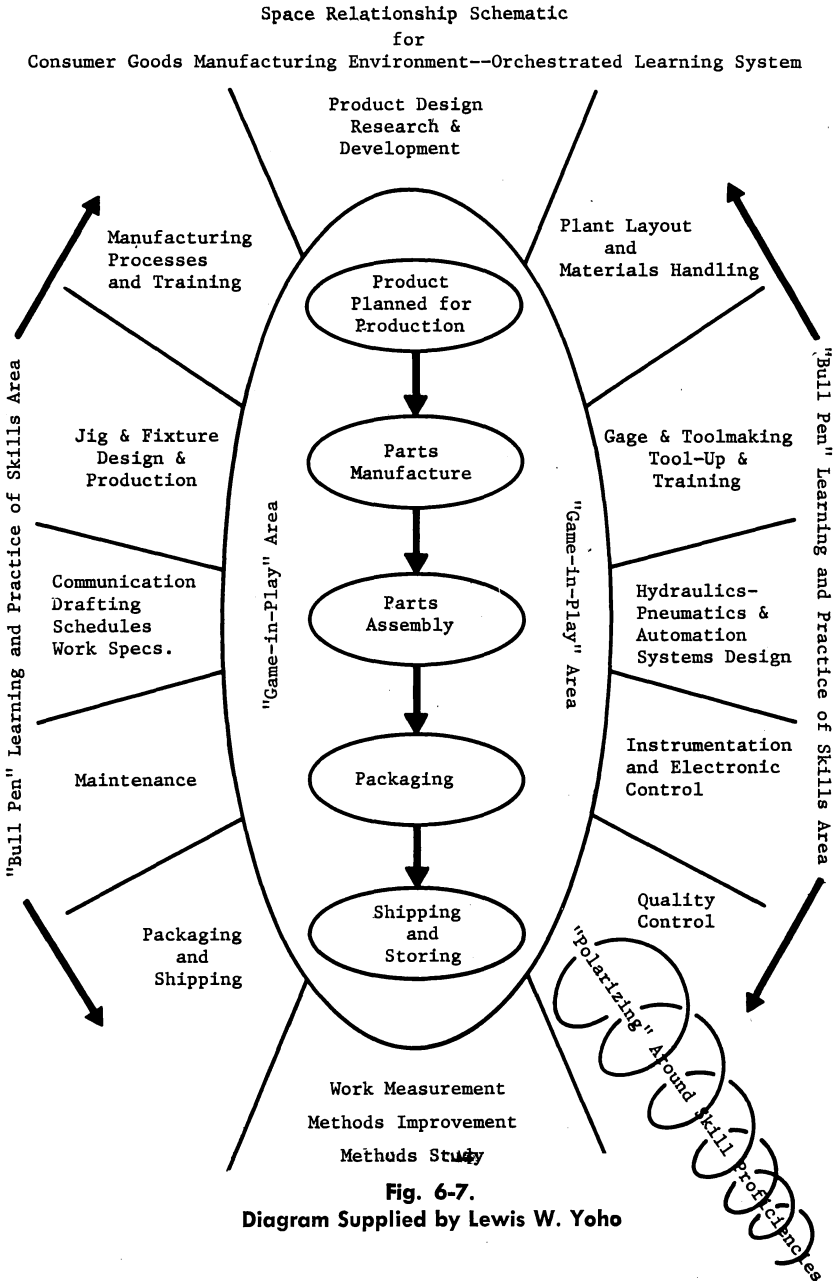 Space Relationship Schematic
for
Consumer Goods Manufacturing Environment--Orchestrated Learning System
Product Design
Research &
Development
Manufacturing
Processes
and Training
Plant Layout
and
Materials Handling
Product
Planned for
Production
"Bull Pen" Learning and Practice of Skills Area
"Bull Pen" Learning and Practice of Skills Area
Jig & Fixture
Design &
Production
Parts
Manufacture
Gage & Toolmaking
Tool-Up &
Training
"Game-in-Play" Area
"Game-in-Play" Area
Communication
Drafting
Schedules
Work Specs.
Parts
Assembly
Hydraulics-
Pneumatics &
Automation
Systems Design
Maintenance
Packaging
Instrumentation
and Electronic
Control
Packaging
and
Shipping
Shipping
and
Storing
Quality
Control
"Polarizing" Around Skill Proficiencies
Work Measurement
Methods Improvement
Methods Study
Fig. 6-7.
Diagram Supplied by Lewis W. Yoho